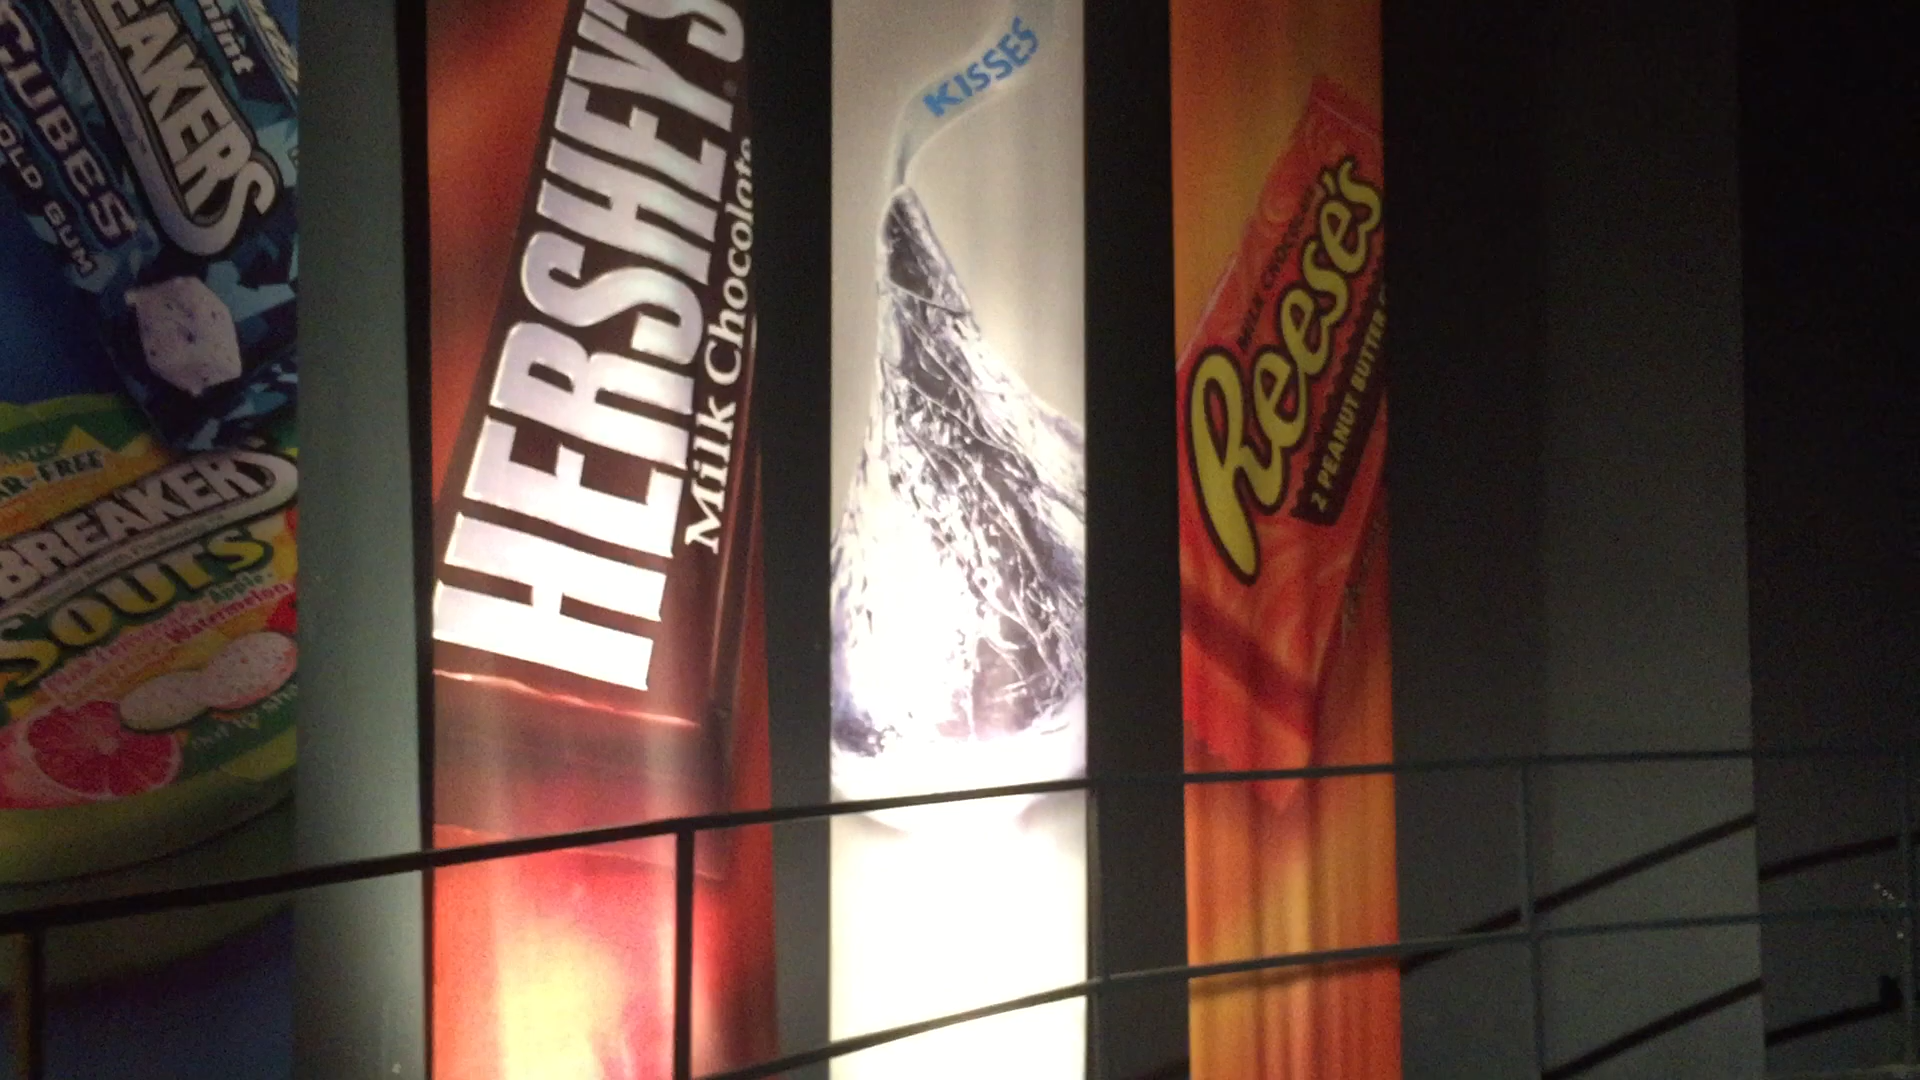 EAKERS
mint
CUBES
OLD GUM
AR-FREE
BREAKERS
SOURS
Apple
Watermelon
HERSHEY'S
Milk Chocolate
KISSES
MILK CHOCOLATE
Reese's
2 PEANUT BUTTER